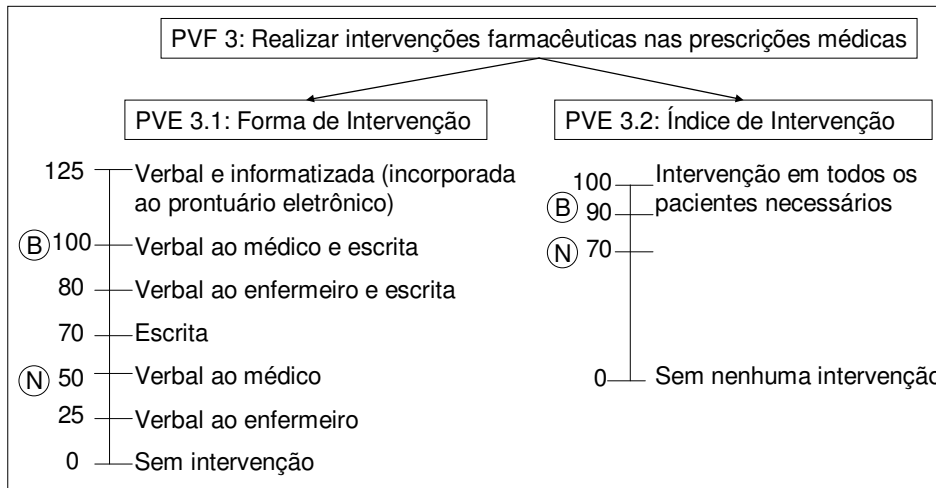 PVF 3: Realizar intervenções farmacêuticas nas prescrições médicas
PVE 3.1: Forma de Intervenção
125 Verbal e informatizada (incorporada
ao prontuário eletrônico)
B 100 Verbal ao médico e escrita
80 Verbal ao enfermeiro e escrita
70 Escrita
N 50 Verbal ao médico
25 Verbal ao enfermeiro
0 Sem intervenção
PVE 3.2: Índice de Intervenção
100 Intervenção em todos os
pacientes necessários
B 90
N 70
0 Sem nenhuma intervenção